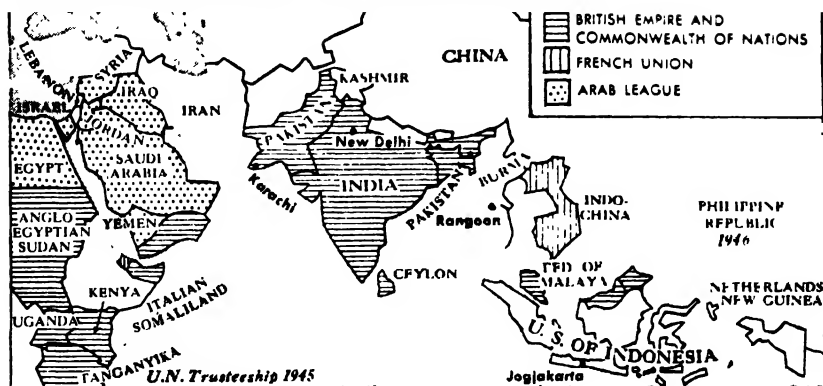 BRITISH EMPIRE AND
COMMONWEALTH OF NATIONS
FRENCH UNION
ARAB LEAGUE
CHINA
LEBANON
SYRIA
ISRAEL
IRAQ
JORDAN
IRAN
KASHMIR
PAKISTAN
New Delhi
EGYPT
SAUDI
ARABIA
Karachi
INDIA
PAKISTAN
BURMA
Rangoon
INDO-
CHINA
PHILIPPINE
REPUBLIC
1946
ANGLO
EGYPTIAN
SUDAN
YEMEN
CEYLON
FED OF
MALAYA
NETHERLANDS
NEW GUINEA
KENYA
ITALIAN
SOMALILAND
UGANDA
U. S. OF INDONESIA
TANGANYIKA
U.N. Trusteeship 1945
Jogjakarta